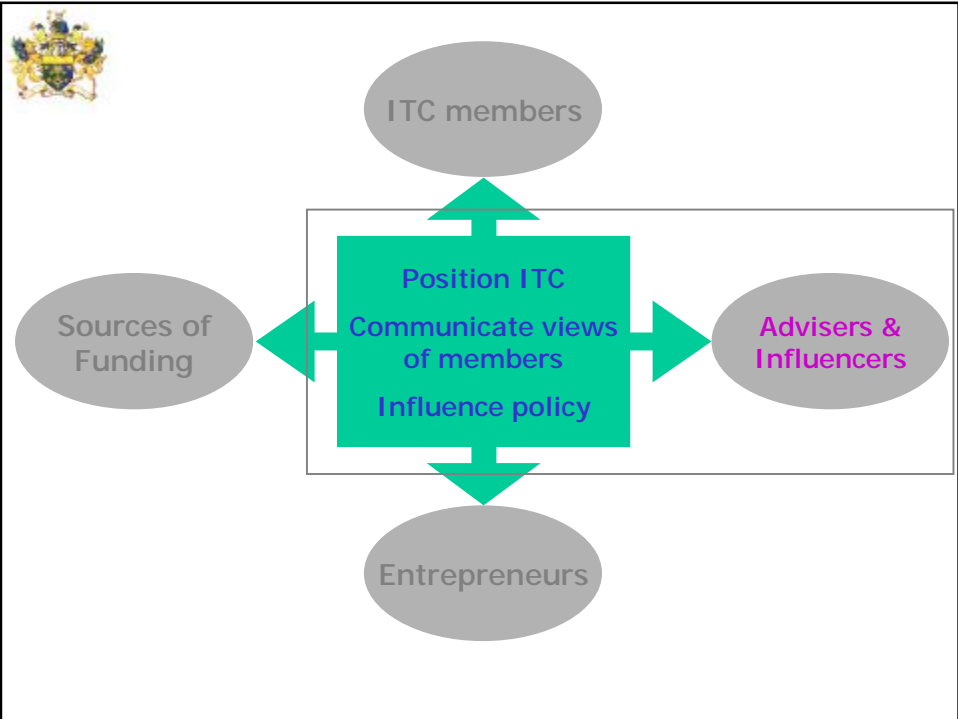 ITC members
Position ITC
Communicate views
of members
Influence policy
Sources of
Funding
Advisers &
Influencers
Entrepreneurs